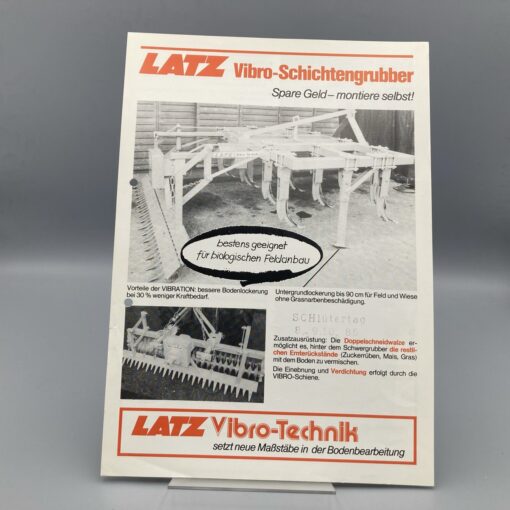 LATZ Vibro-Schichtengrubber
Spare Geld – montiere selbst!
LATZ
bestens geeignet
für biologischen Feldanbau
Vorteile der VIBRATION: bessere Bodenlockerung
bei 30 % weniger Kraftbedarf.
Untergrundlockerung bis 90 cm für Feld und Wiese
ohne Grasnarbenbeschädigung.
Schlütertag
Zusatzausrüstung: Die Doppelschneidwalze er-
möglicht es, hinter dem Schwergrubber die restli-
chen Ernterückstände (Zuckerrüben, Mais, Gras)
mit dem Boden zu vermischen.
Die Einebnung und Verdichtung erfolgt durch die
VIBRO-Schiene.
LATZ Vibro-Technik
setzt neue Maßstäbe in der Bodenbearbeitung